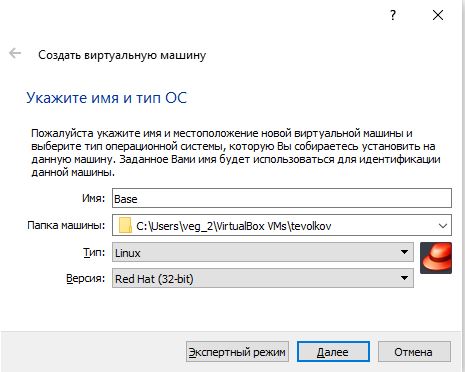 ?
Создать виртуальную машину
Укажите имя и тип ОС
Пожалуйста укажите имя и местоположение новой виртуальной машины и
выберите тип операционной системы, которую Вы собираетесь установить на
данную машину. Заданное Вами имя будет использоваться для идентификации
данной машины.
Имя: Base
Папка машины: C:\Users\veg_2\VirtualBox VMs\tevolkov
Тип: Linux
Версия: Red Hat (32-bit)
Экспертный режим Далее Отмена